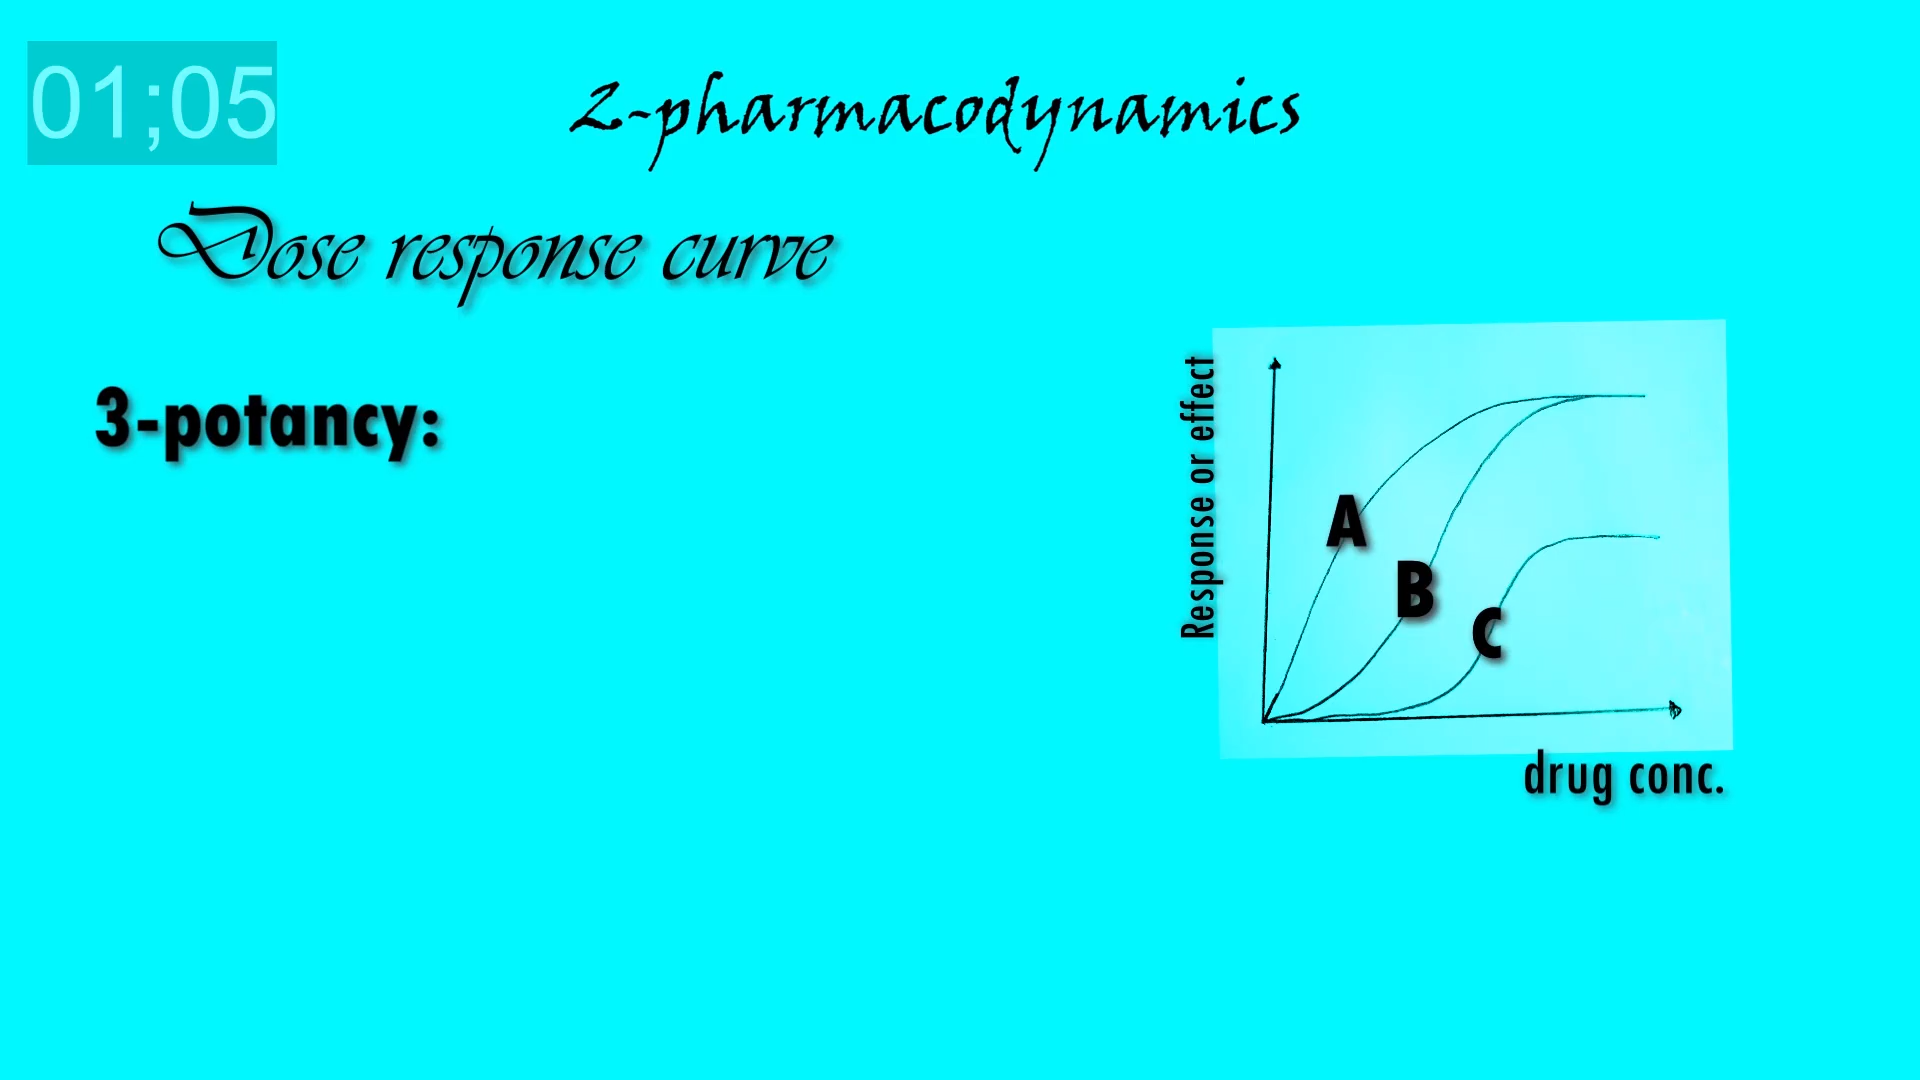 01;05
2-pharmacodynamics
Dose response curve
3-potancy:
Response or effect
A
B
C
drug conc.